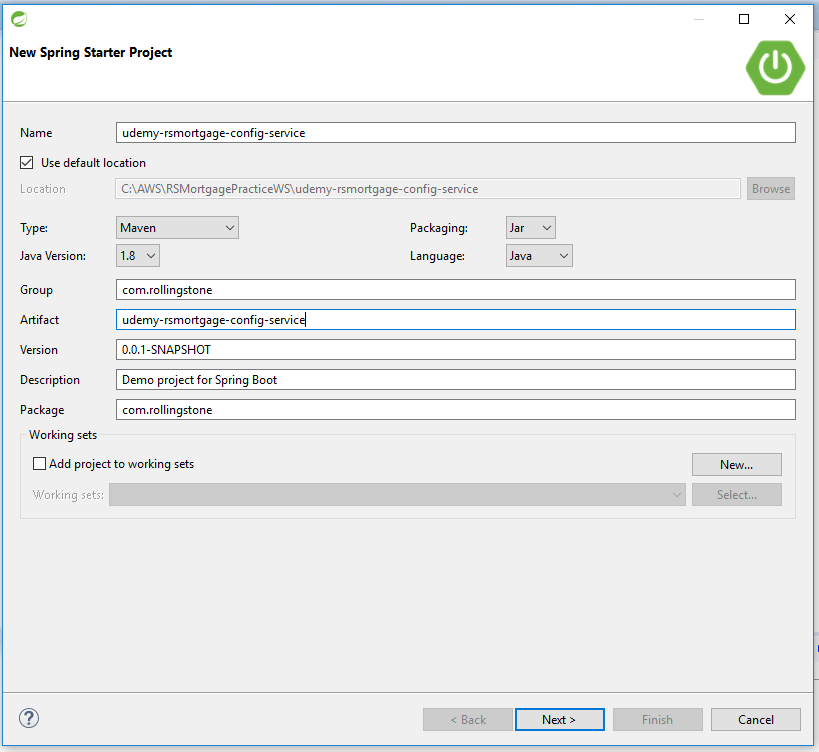 New Spring Starter Project
Name udemy-rsmortgage-config-service
Use default location
Location C:\AWS\RSMortgagePracticeWS\udemy-rsmortgage-config-service Browse
Type: Maven Packaging: Jar
Java Version: 1.8 Language: Java
Group com.rollingstone
Artifact udemy-rsmortgage-config-service
Version 0.0.1-SNAPSHOT
Description Demo project for Spring Boot
Package com.rollingstone
Working sets
Add project to working sets New...
Working sets: Select...
? < Back Next > Finish Cancel